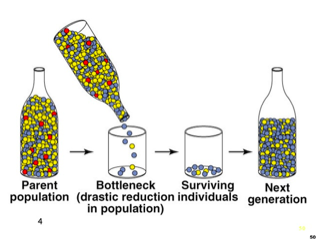 Parent population
Bottleneck (drastic reduction in population)
Surviving individuals
Next generation
4
50